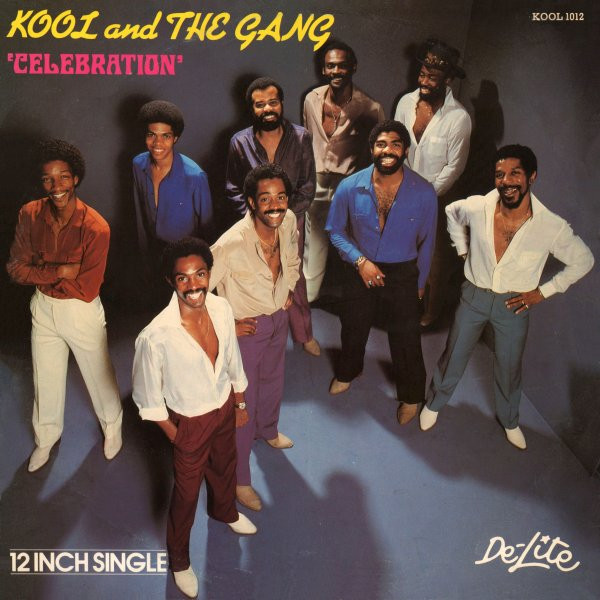 KOOL and THE GANG
KOOL 1012
'CELEBRATION'
12 INCH SINGLE
De-Lite